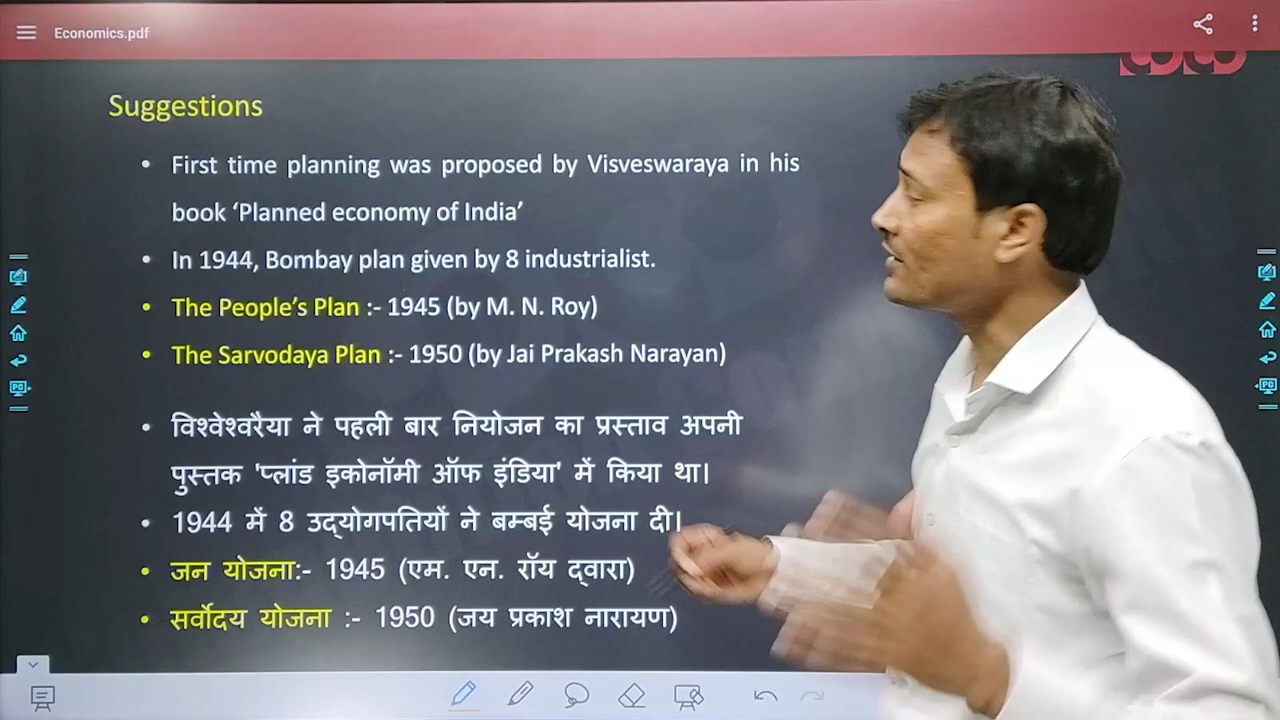 Economics.pdf
Suggestions
• First time planning was proposed by Visveswaraya in his
book ‘Planned economy of India’
• In 1944, Bombay plan given by 8 industrialist.
• The People’s Plan :- 1945 (by M. N. Roy)
• The Sarvodaya Plan :- 1950 (by Jai Prakash Narayan)
• विश्वेश्वरैया ने पहली बार नियोजन का प्रस्ताव अपनी
पुस्तक 'प्लांड इकोनॉमी ऑफ इंडिया' में किया था।
• 1944 में 8 उद्योगपतियों ने बम्बई योजना दी।
• जन योजना:- 1945 (एम. एन. रॉय द्वारा)
• सर्वोदय योजना :- 1950 (जय प्रकाश नारायण)